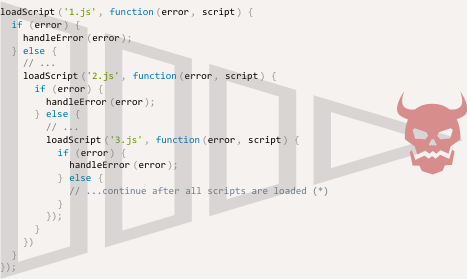 loadScript('1.js', function(error, script) {
  if (error) {
    handleError(error);
  } else {
    // ...
    loadScript('2.js', function(error, script) {
      if (error) {
        handleError(error);
      } else {
        // ...
        loadScript('3.js', function(error, script) {
          if (error) {
            handleError(error);
          } else {
            // ...continue after all scripts are loaded (*)
          }
        });
      }
    })
  }
});